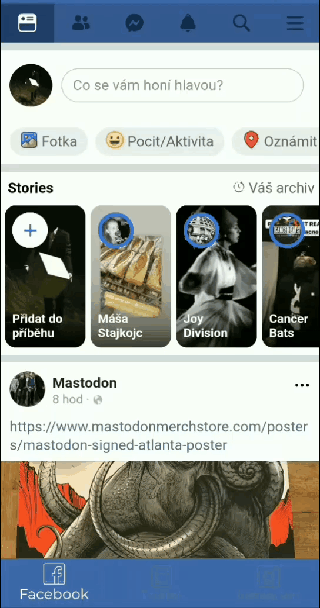 Co se vám honí hlavou?
Fotka
Pocit/Aktivita
Oznámit
Stories
Váš archiv
Přidat do
příběhu
Máša
Stajkojc
Joy
Division
Cancer
Bats
Mastodon
8 hod ·
https://www.mastodonmerchstore.com/poster
s/mastodon-signed-atlanta-poster
Facebook